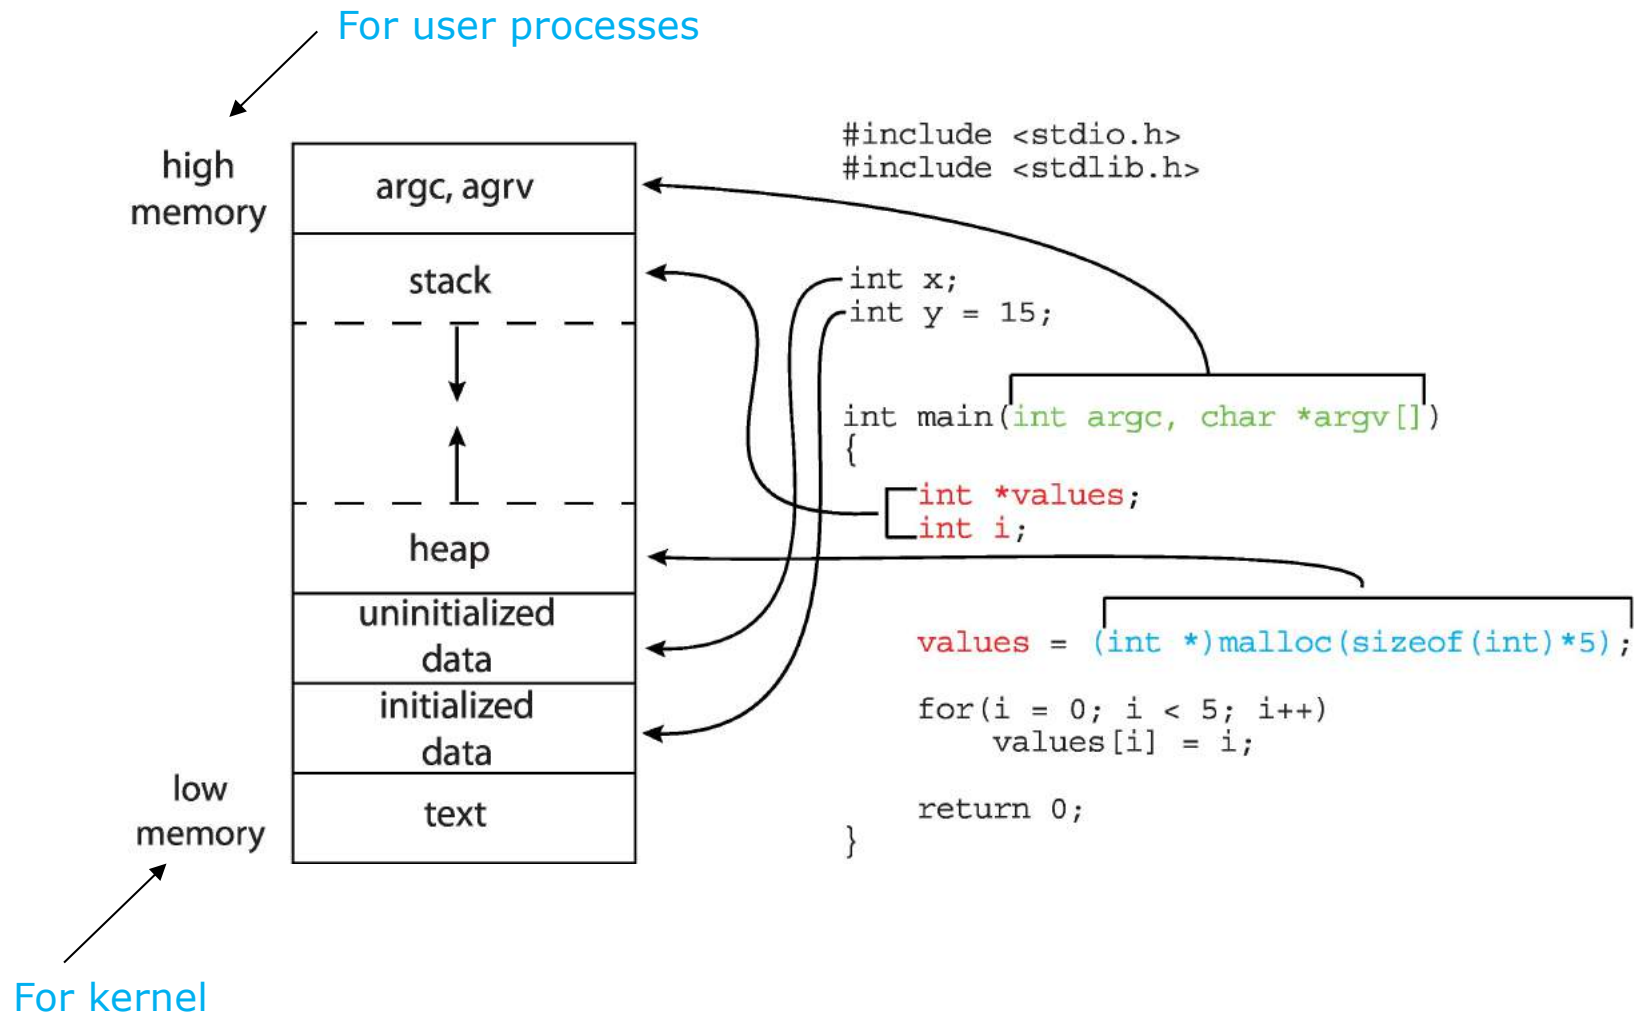 For user processes
high
memory
argc, agrv
stack
heap
uninitialized
data
initialized
data
low
memory
text
For kernel
#include <stdio.h>
#include <stdlib.h>
int x;
int y = 15;
int main(int argc, char *argv[])
{
int *values;
int i;
values = (int *)malloc(sizeof(int)*5);
for(i = 0; i < 5; i++)
values[i] = i;
return 0;
}